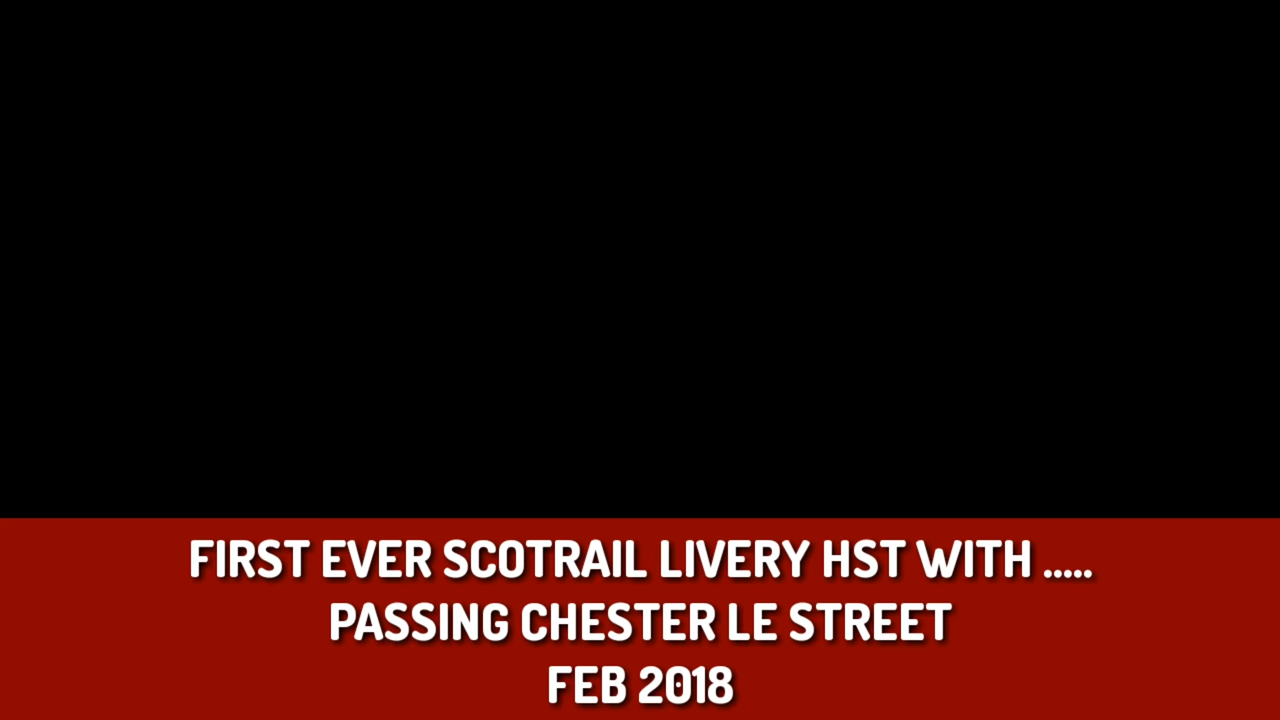 FIRST EVER SCOTRAIL LIVERY HST WITH .....
PASSING CHESTER LE STREET
FEB 2018